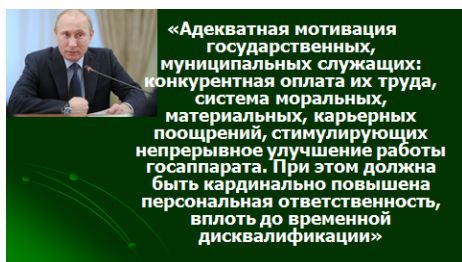 «Адекватная мотивация
государственных,
муниципальных служащих:
конкурентная оплата их труда,
система моральных,
материальных, карьерных
поощрений, стимулирующих
непрерывное улучшение работы
госаппарата. При этом должна
быть кардинально повышена
персональная ответственность,
вплоть до временной
дисквалификации»